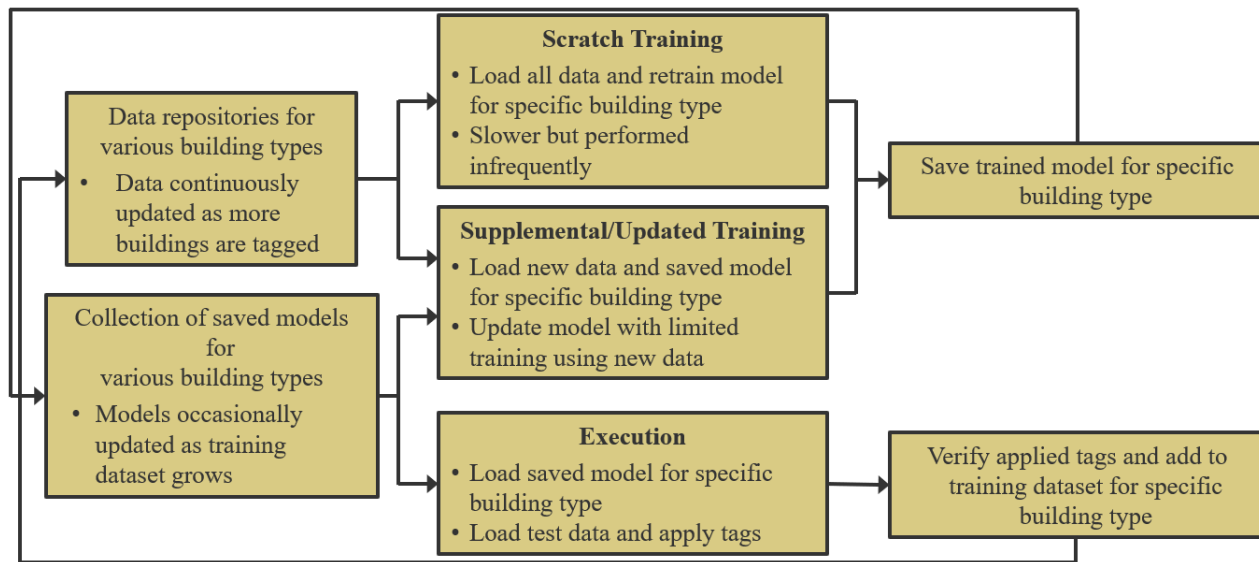 Data repositories for
various building types
• Data continuously
updated as more
buildings are tagged
Collection of saved models
for
various building types
• Models occasionally
updated as training
dataset grows
Scratch Training
• Load all data and retrain model
for specific building type
• Slower but performed
infrequently
Supplemental/Updated Training
• Load new data and saved model
for specific building type
• Update model with limited
training using new data
Execution
• Load saved model for specific
building type
• Load test data and apply tags
Save trained model for specific
building type
Verify applied tags and add to
training dataset for specific
building type